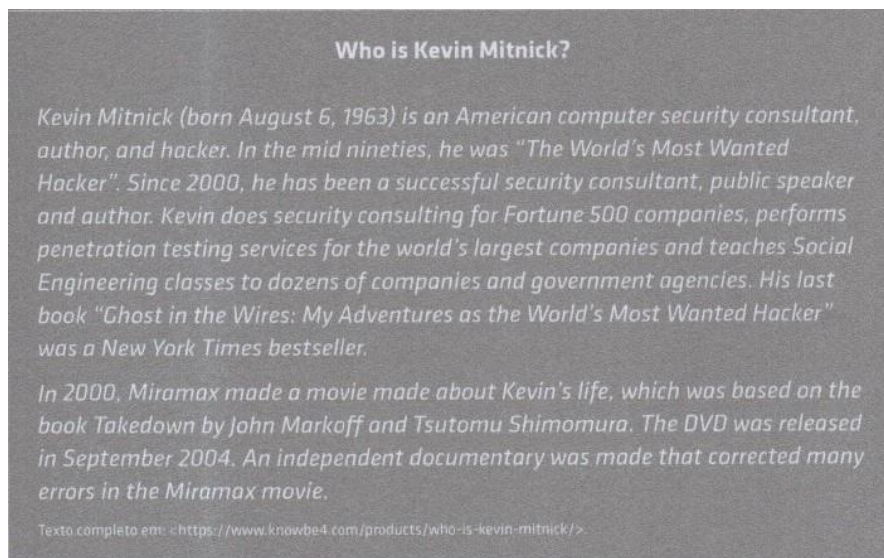 Who is Kevin Mitnick?
Kevin Mitnick (born August 6, 1963) is an American computer security consultant,
author, and hacker. In the mid nineties, he was “The World’s Most Wanted
Hacker”. Since 2000, he has been a successful security consultant, public speaker
and author. Kevin does security consulting for Fortune 500 companies, performs
penetration testing services for the world’s largest companies and teaches Social
Engineering classes to dozens of companies and government agencies. His last
book “Ghost in the Wires: My Adventures as the World’s Most Wanted Hacker”
was a New York Times bestseller.
In 2000, Miramax made a movie made about Kevin’s life, which was based on the
book Takedown by John Markoff and Tsutomu Shimomura. The DVD was released
in September 2004. An independent documentary was made that corrected many
errors in the Miramax movie.
Texto completo em: <https://www.knowbe4.com/products/who-is-kevin-mitnick/>.